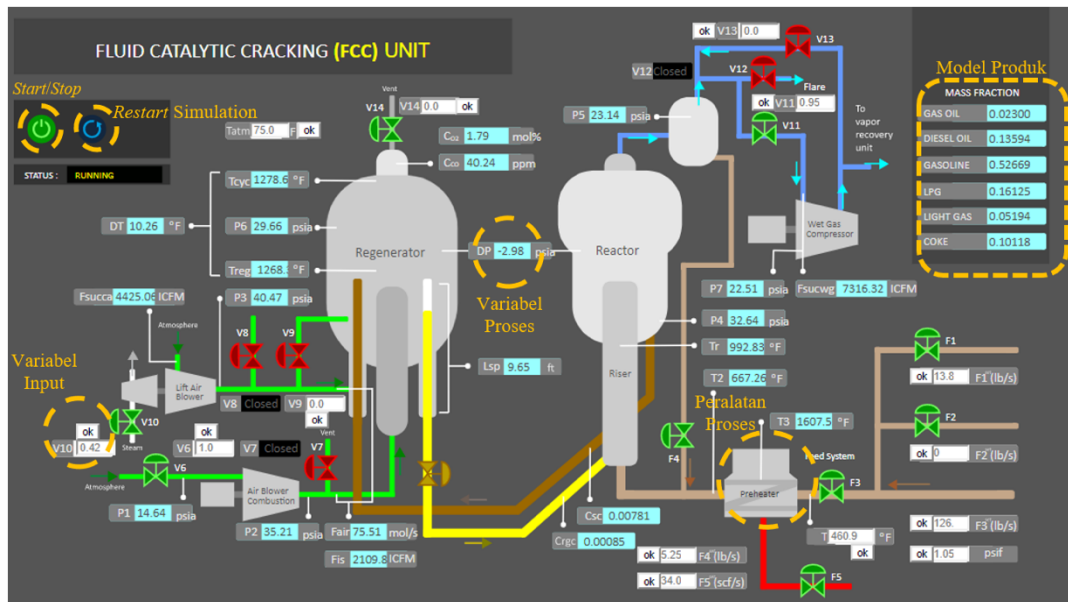 FLUID CATALYTIC CRACKING (FCC) UNIT
Start/Stop
Restart Simulation
STATUS : RUNNING
Vent
V14
V14 0.0 ok
Tatm 75.0 F ok
CO2 1.79 mol%
CCO 40.24 ppm
Tcyc 1278.6 °F
DT 10.26 °F
P6 29.66 psia
Regenerator
Treg 1268. °F
Fsucca 4425.06 ICFM
P3 40.47 psia
Atmosphere
V8
V9
Variabel
Input
Lift Air
Blower
V8 Closed
V9 0.0
ok
V10
Steam
ok
V10 0.42
ok
V6 1.0
V7 Closed
Vent
V7
V6
Atmosphere
Air Blower
Combustion
P1 14.64 psia
P2 35.21 psia
Fair 75.51 mol/s
Fis 2109.8 ICFM
DP -2.98 psia
Variabel
Proses
Lsp 9.65 ft
Reactor
Riser
P5 23.14 psia
ok V13 0.0
V13
V12 Closed
V12
Flare
ok V11 0.95
V11
To
vapor
recovery
unit
Wet Gas
Compressor
P7 22.51 psia
Fsucwg 7316.32 ICFM
P4 32.64 psia
Tr 992.83 °F
T2 667.26 °F
Peralatan
Proses
T3 1607.5 °F
Feed System
F4
Preheater
F3
Csc 0.00781
Crgc 0.00085
T 460.9 °F
ok
ok 5.25 F4 (lb/s)
ok 34.0 F5 (scf/s)
F5
F1
ok 13.8 F1 (lb/s)
F2
ok 0 F2 (lb/s)
ok 126. F3 (lb/s)
ok 1.05 psif
Model Produk
MASS FRACTION
GAS OIL 0.02300
DIESEL OIL 0.13594
GASOLINE 0.52669
LPG 0.16125
LIGHT GAS 0.05194
COKE 0.10118